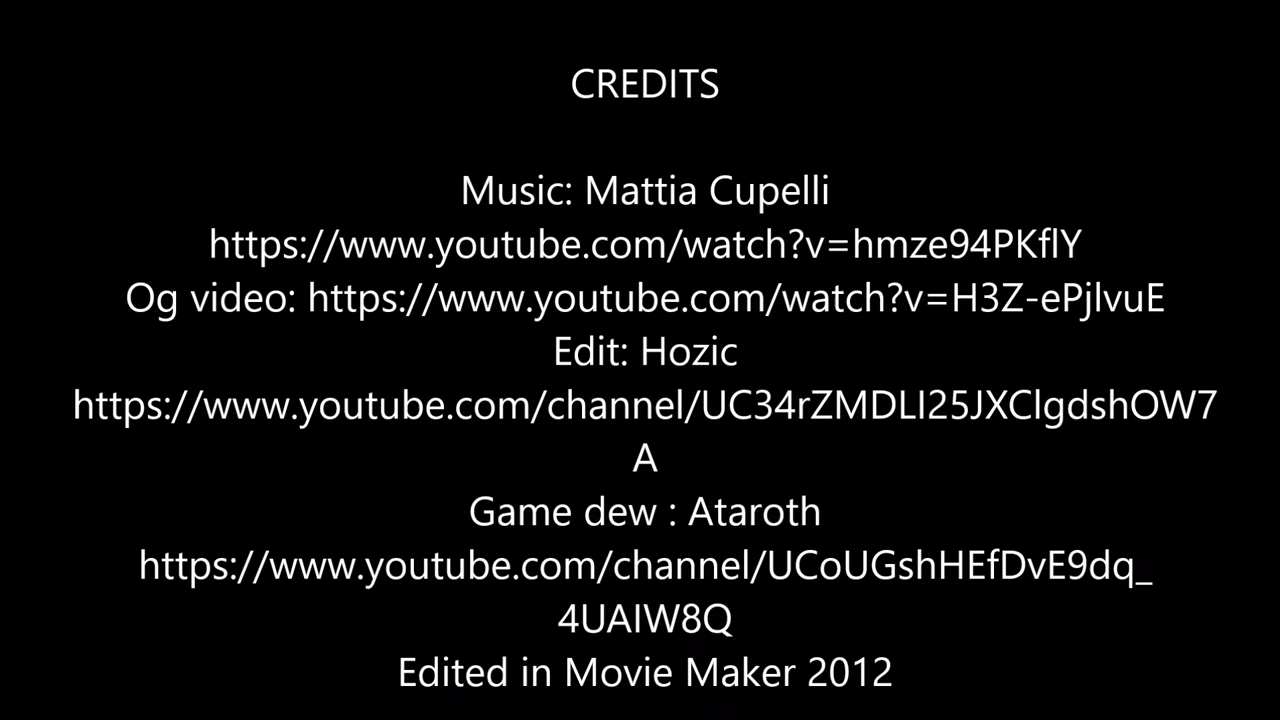 CREDITS
Music: Mattia Cupelli
https://www.youtube.com/watch?v=hmze94PKflY
Og video: https://www.youtube.com/watch?v=H3Z-ePjlvuE
Edit: Hozic
https://www.youtube.com/channel/UC34rZMDLI25JXClgdshOW7
A
Game dew : Ataroth
https://www.youtube.com/channel/UCoUGshHEfDvE9dq_
4UAIW8Q
Edited in Movie Maker 2012